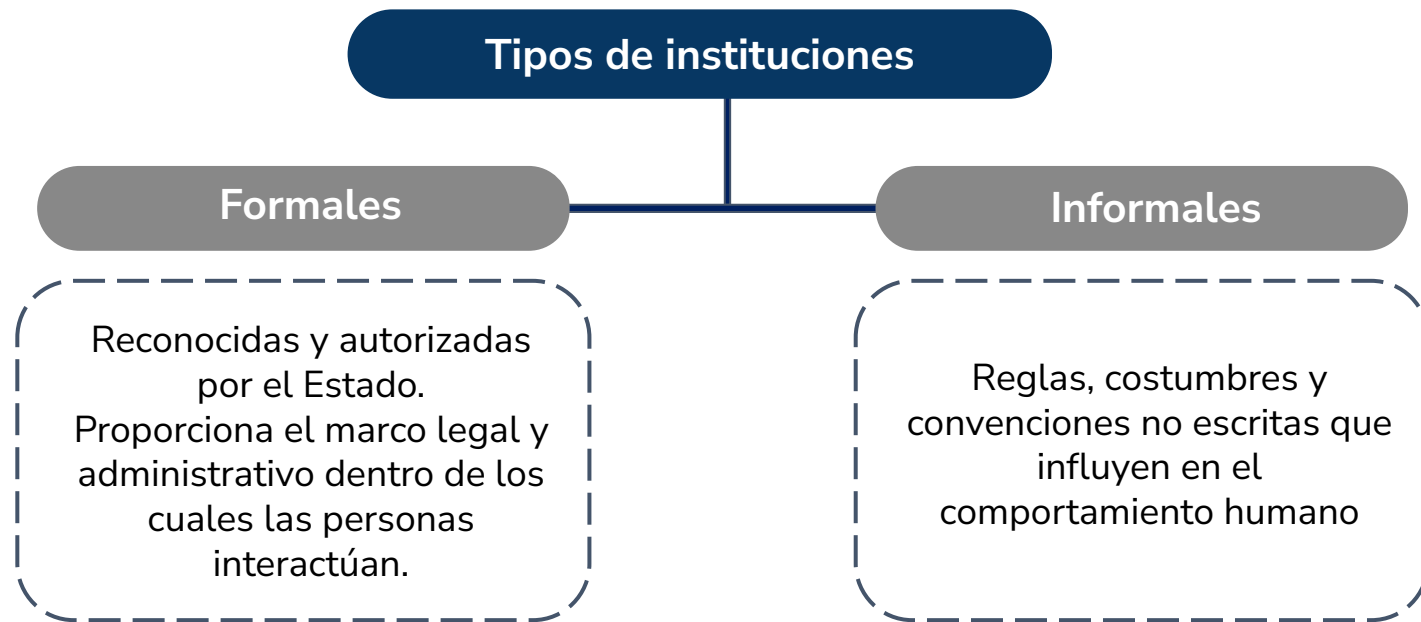 Tipos de instituciones
Formales
Reconocidas y autorizadas
por el Estado.
Proporciona el marco legal y
administrativo dentro de los
cuales las personas
interactúan.
Informales
Reglas, costumbres y
convenciones no escritas que
influyen en el
comportamiento humano